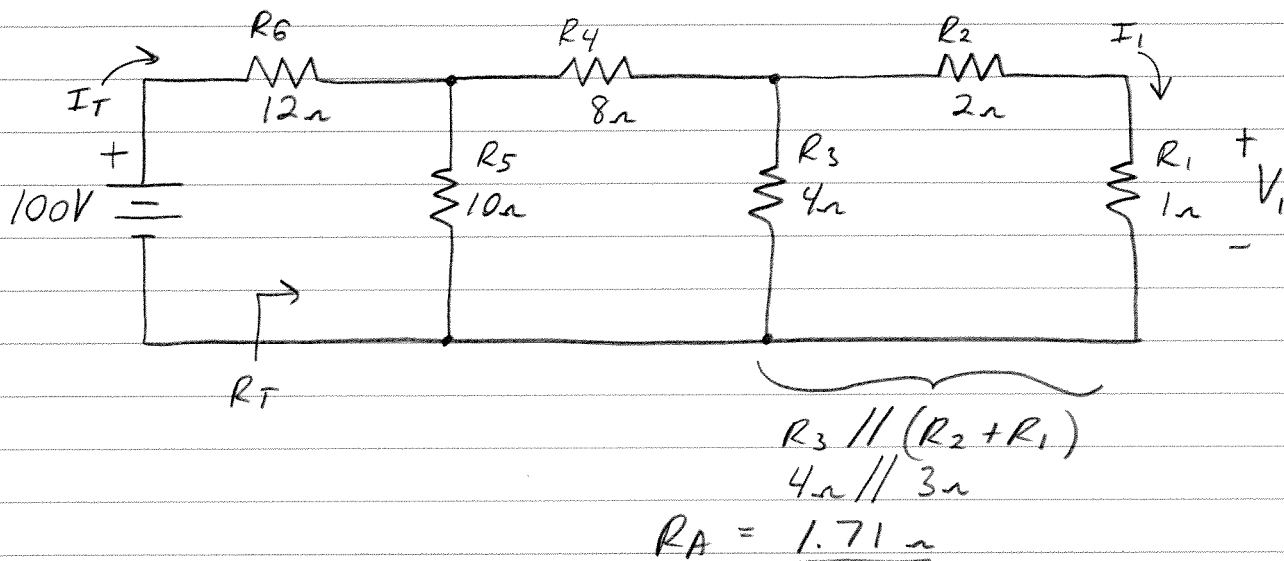 R6
R4
R2
I1
IT
12Ω
8Ω
2Ω
+
R5
R3
R1
+
100V
10Ω
4Ω
1Ω
V1
-
RT
R3 // (R2 + R1)
4Ω // 3Ω
RA = 1.71 Ω